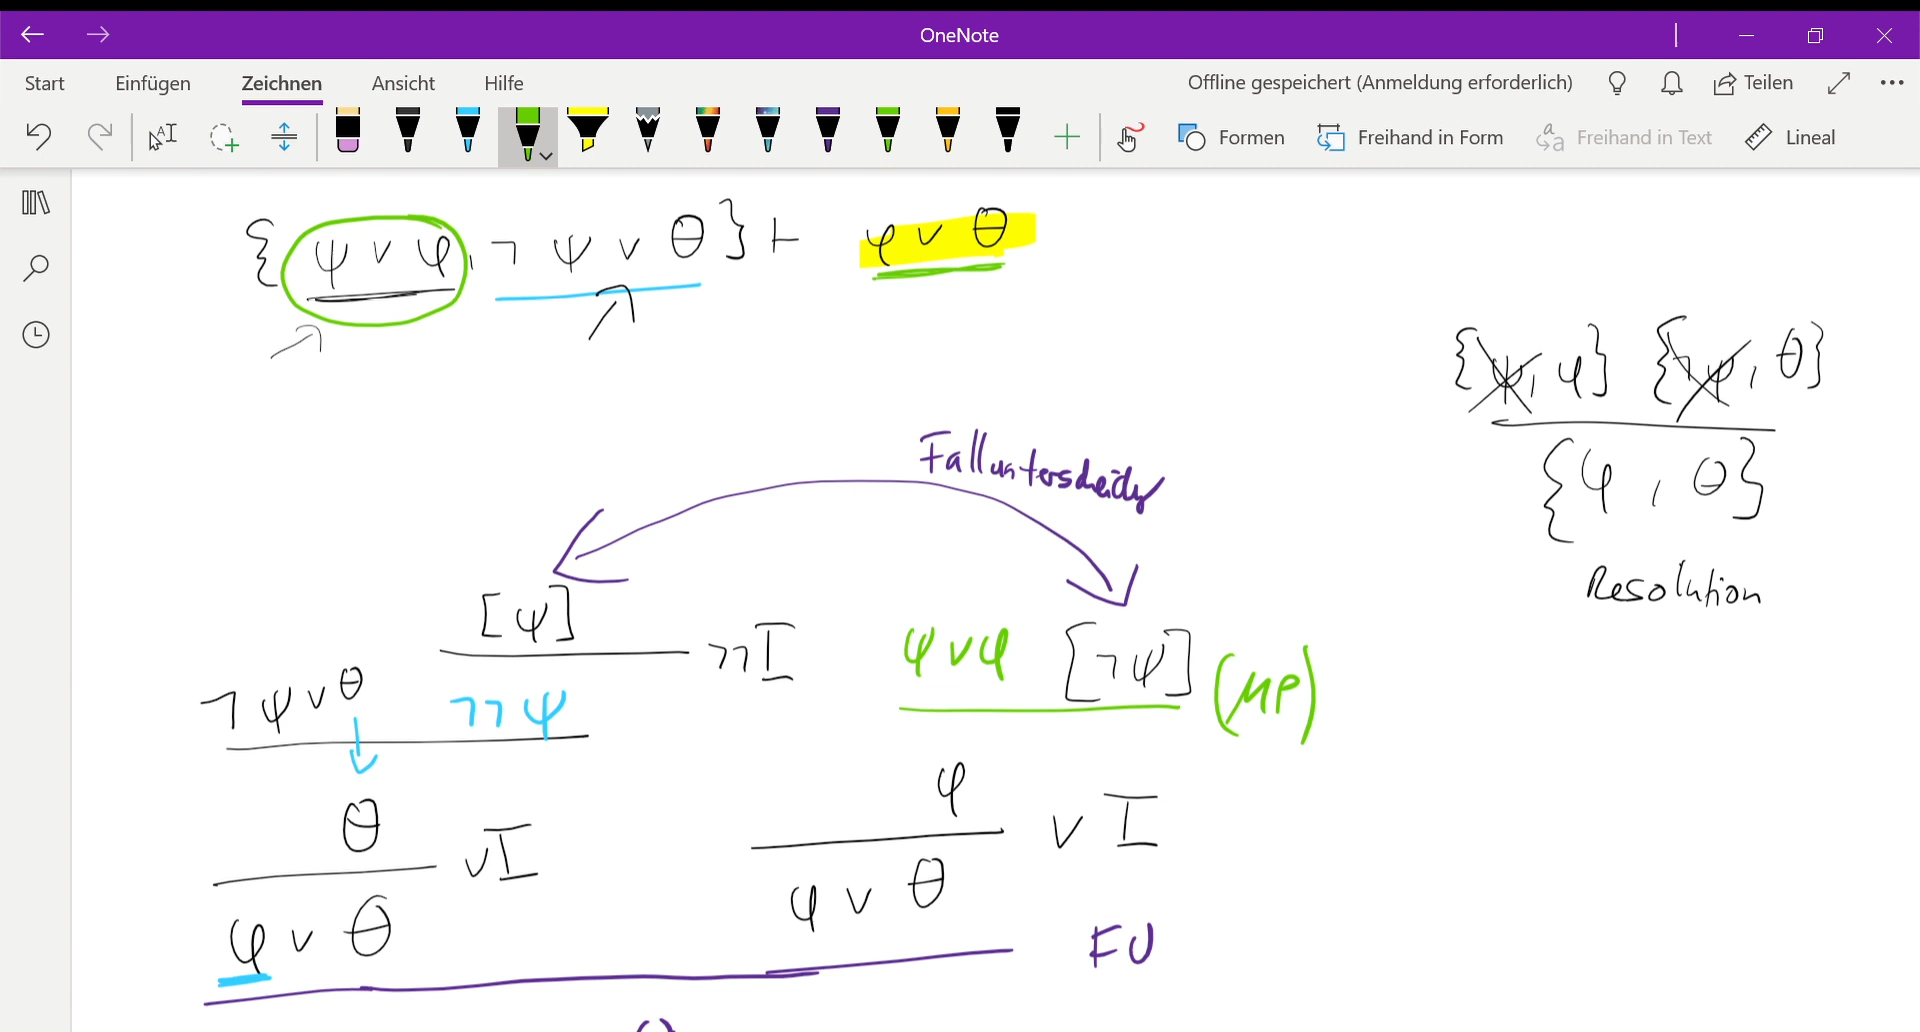 OneNote
Start Einfügen Zeichnen Ansicht Hilfe Offline gespeichert (Anmeldung erforderlich) Teilen
Formen Freihand in Form Freihand in Text Lineal
{ψ ∨ φ, ¬ψ ∨ θ} ⊢ φ ∨ θ
{ψ, φ} {¬ψ, θ}
{φ, θ}
Resolution
Fallunterscheidung
[ψ] ¬¬I
ψ ∨ φ [¬ψ] (MP)
¬ψ ∨ θ ¬¬ψ
θ ∨I
φ ∨I
φ ∨ θ
φ ∨ θ
FU